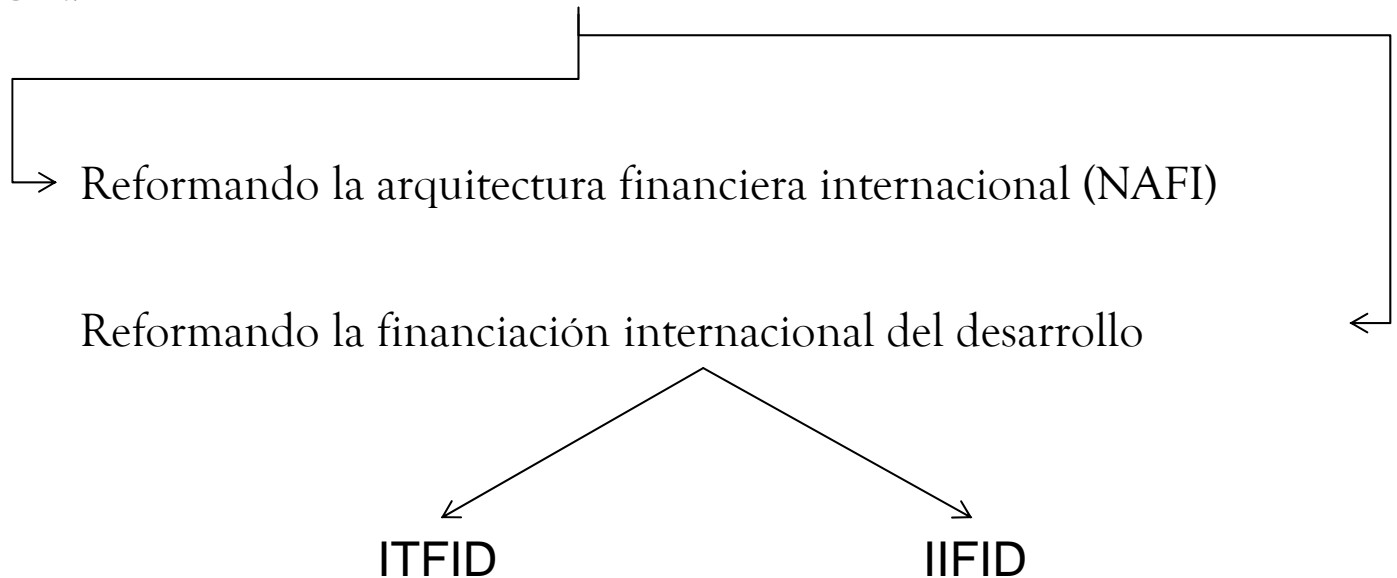 Reformando la arquitectura financiera internacional (NAFI)
Reformando la financiación internacional del desarrollo
ITFID IIFID